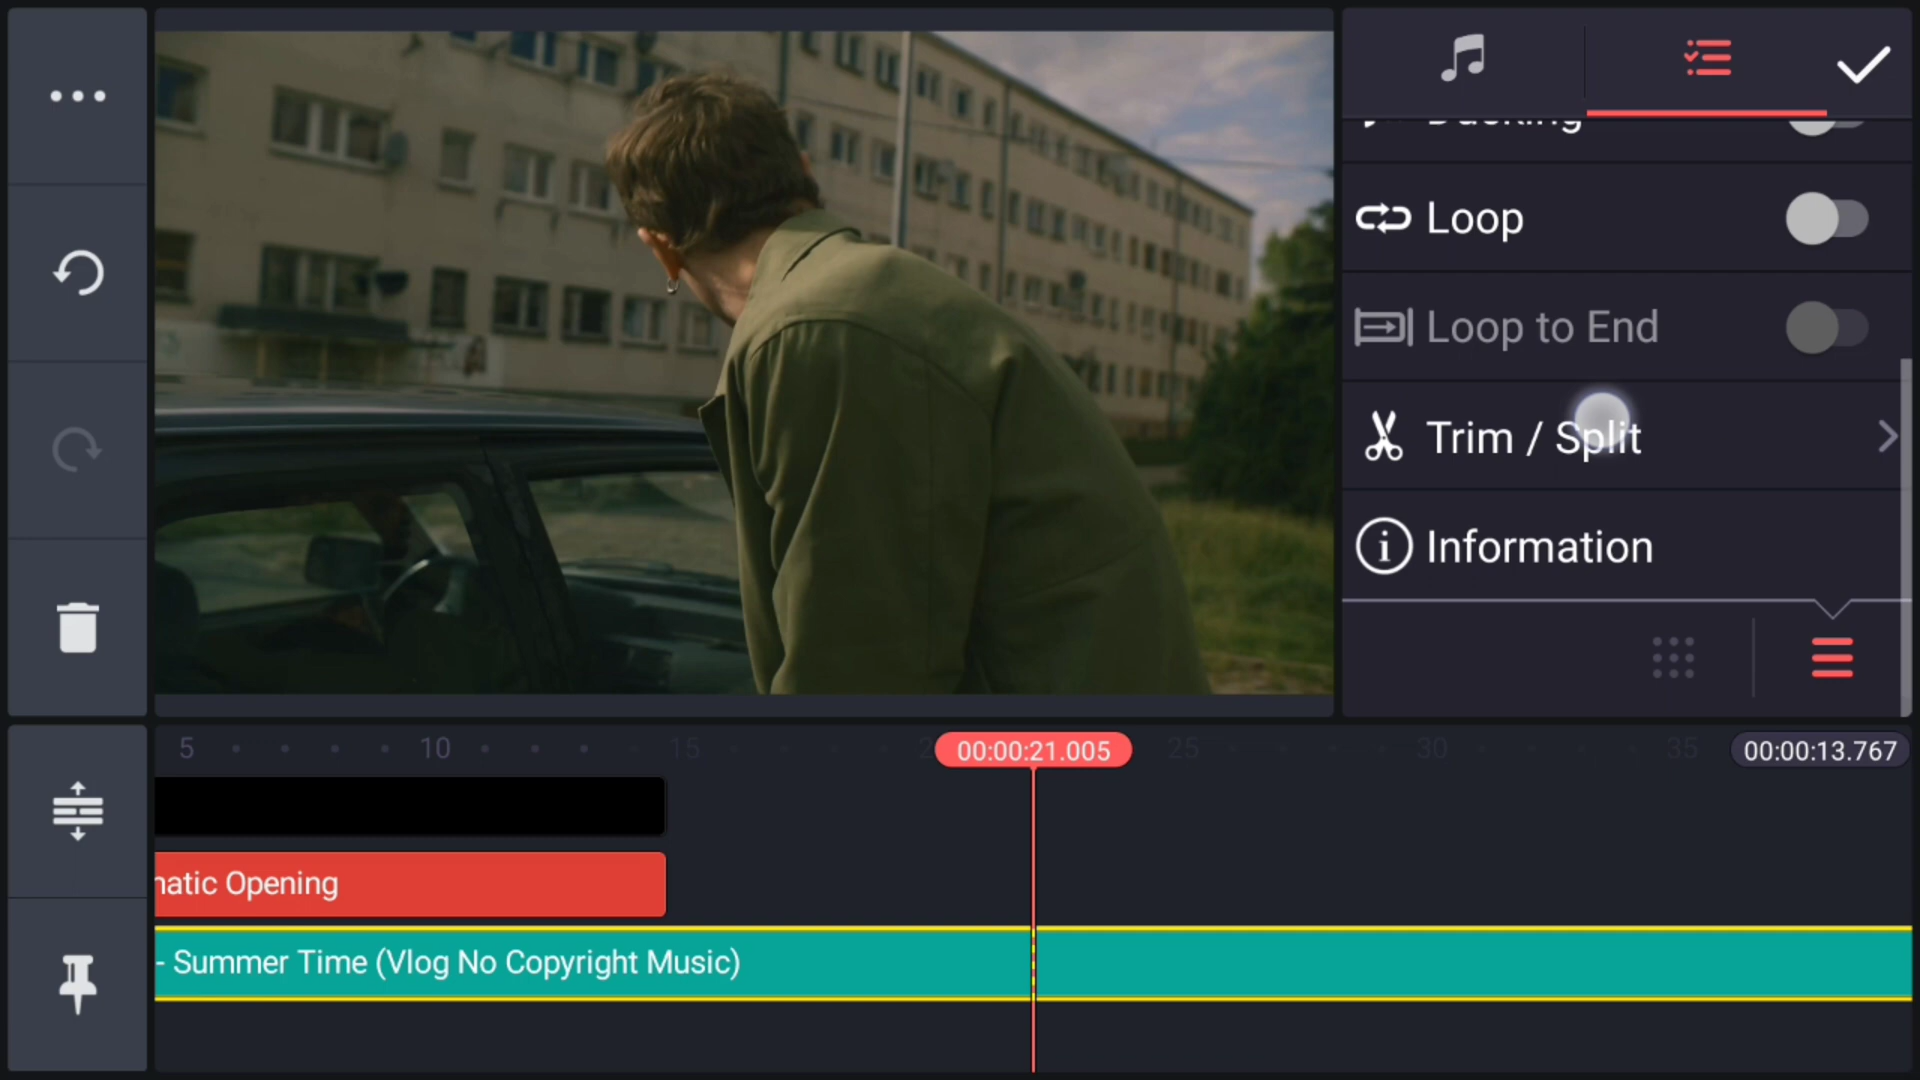 Ducking
Loop
Loop to End
Trim / Split
Information
5
10
15
00:00:21.005
25
30
35
00:00:13.767
natic Opening
- Summer Time (Vlog No Copyright Music)